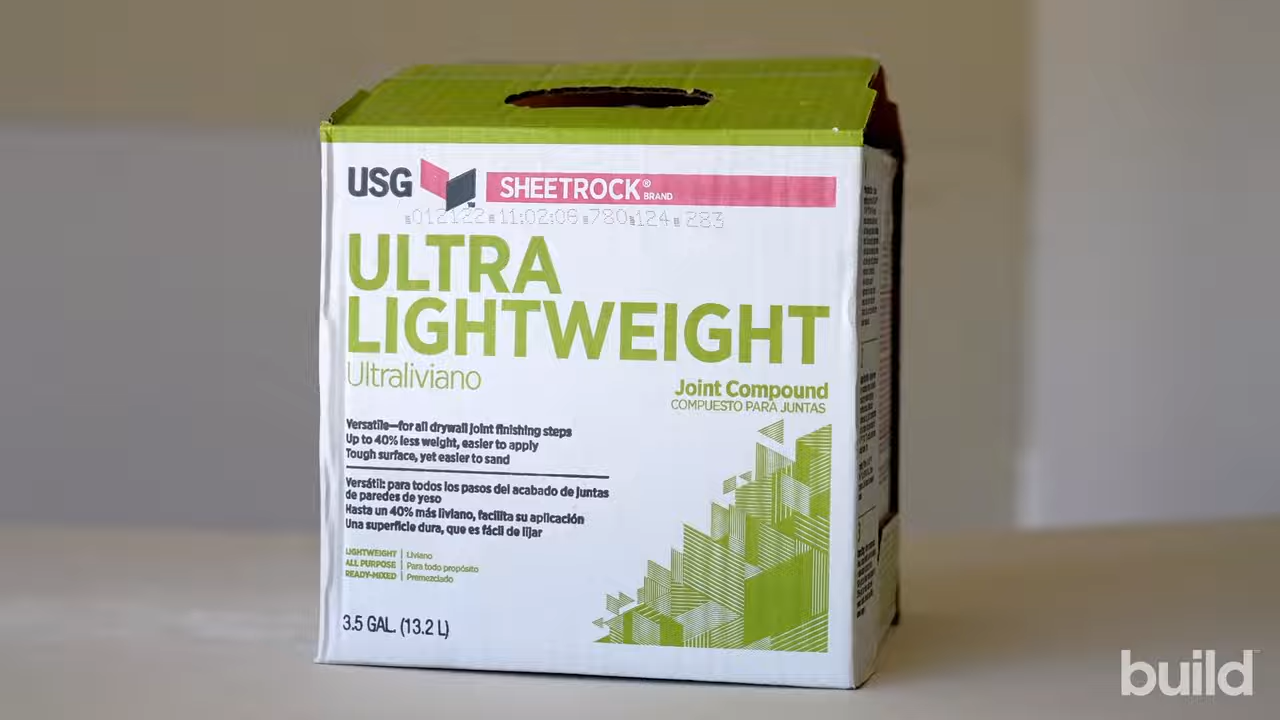 USG SHEETROCK® BRAND
012122 11:02:06 780 124 283
ULTRA
LIGHTWEIGHT
Ultraliviano
Joint Compound
COMPUESTO PARA JUNTAS
Versatile—for all drywall joint finishing steps
Up to 40% less weight, easier to apply
Tough surface, yet easier to sand
Versátil: para todos los pasos del acabado de juntas
de paredes de yeso
Hasta un 40% más liviano, facilita su aplicación
Una superficie dura, que es fácil de lijar
LIGHTWEIGHT | Liviano
ALL PURPOSE | Para todo propósito
READY-MIXED | Premezclado
3.5 GAL. (13.2 L)
build